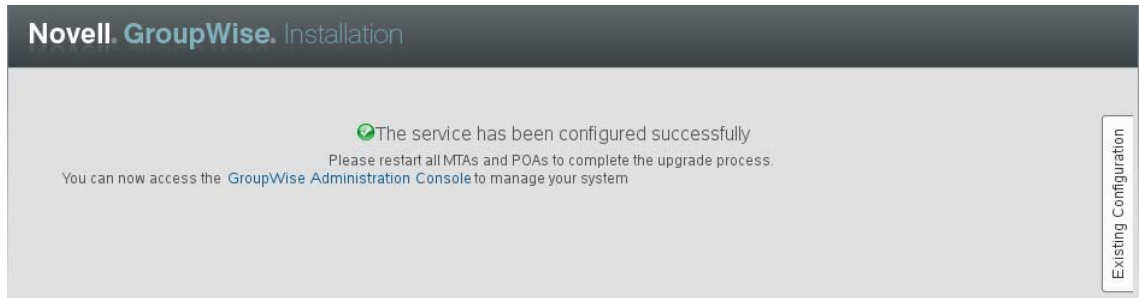 Novell. GroupWise. Installation
The service has been configured successfully
Please restart all MTAs and POAs to complete the upgrade process.
You can now access the GroupWise Administration Console to manage your system
Existing Configuration